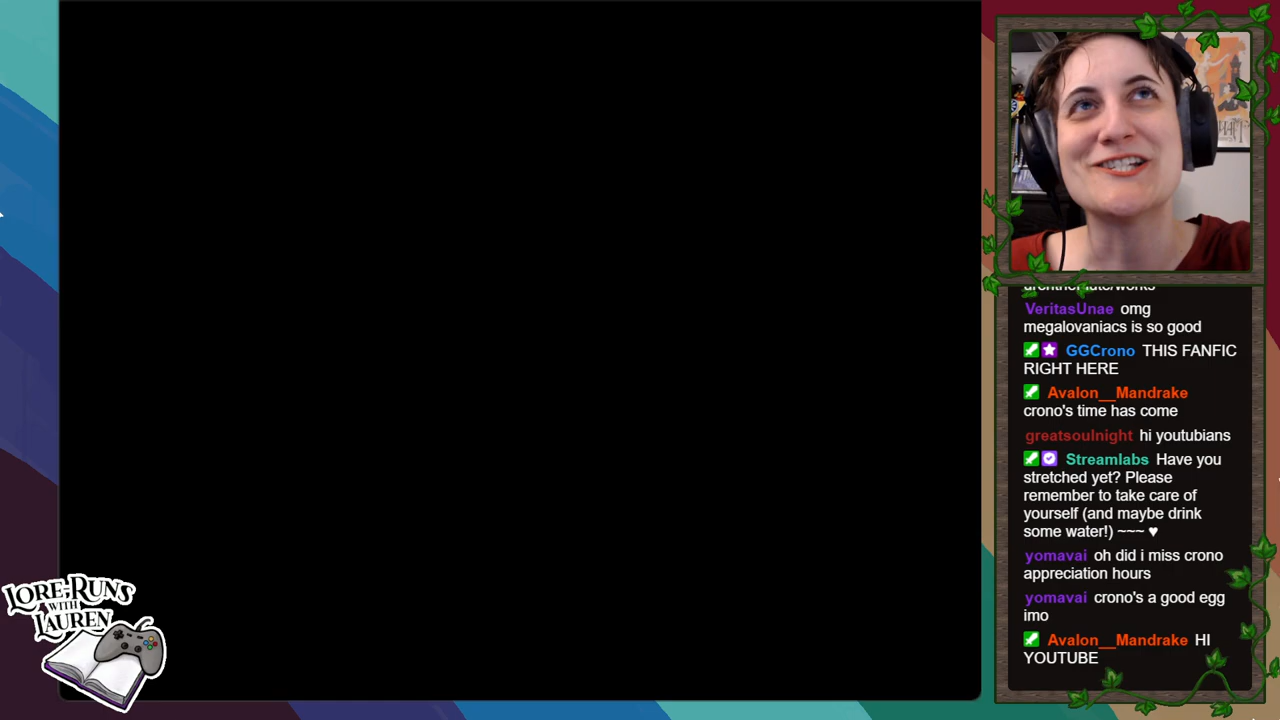 VeritasUnae omg
megalovaniacs is so good
GGCrono THIS FANFIC
RIGHT HERE
Avalon__Mandrake
crono's time has come
greatsoulnight hi youtubians
Streamlabs Have you
stretched yet? Please
remember to take care of
yourself (and maybe drink
some water!) ~~~ ♥
yomavai oh did i miss crono
appreciation hours
yomavai crono's a good egg
imo
Avalon__Mandrake HI
YOUTUBE
LORE-RUNS
WITH
LAUREN